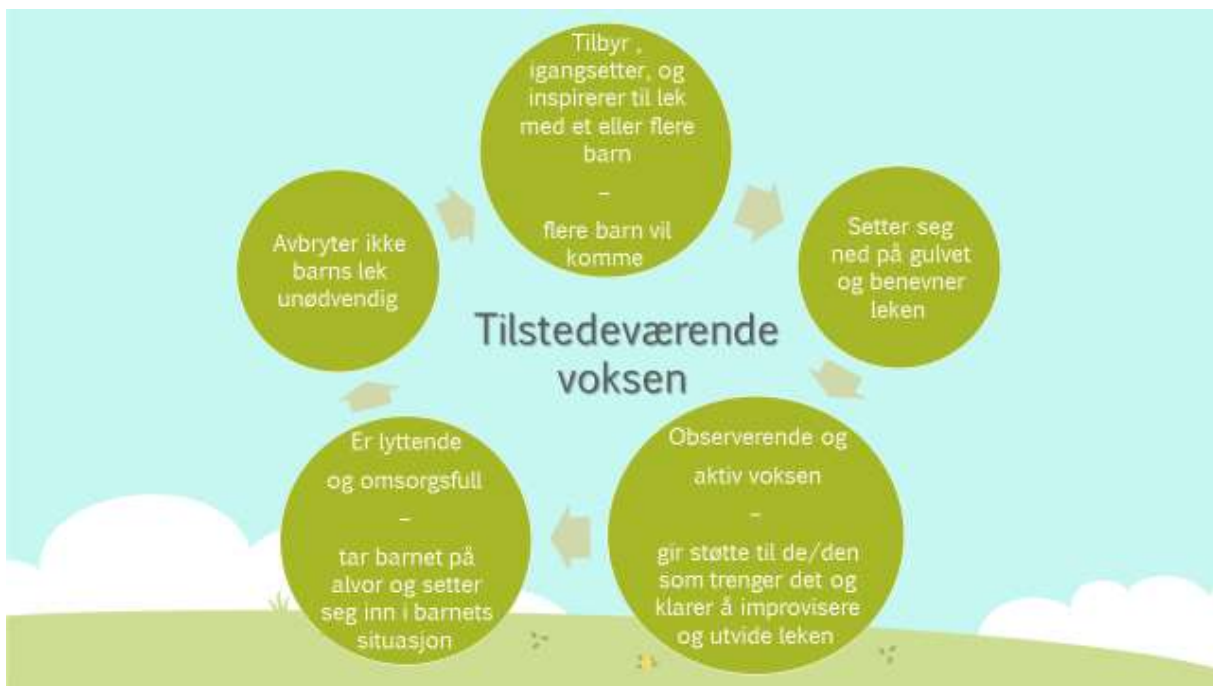 Tilbyr ,
igangsetter, og
inspirerer til lek
med et eller flere
barn
–
flere barn vil
komme
Setter seg
ned på gulvet
og benevner
leken
Observerende og
aktiv voksen
–
gir støtte til de/den
som trenger det og
klarer å improvisere
og utvide leken
Er lyttende
og omsorgsfull
–
tar barnet på
alvor og setter
seg inn i barnets
situasjon
Avbryter ikke
barns lek
unødvendig
Tilstedeværende
voksen